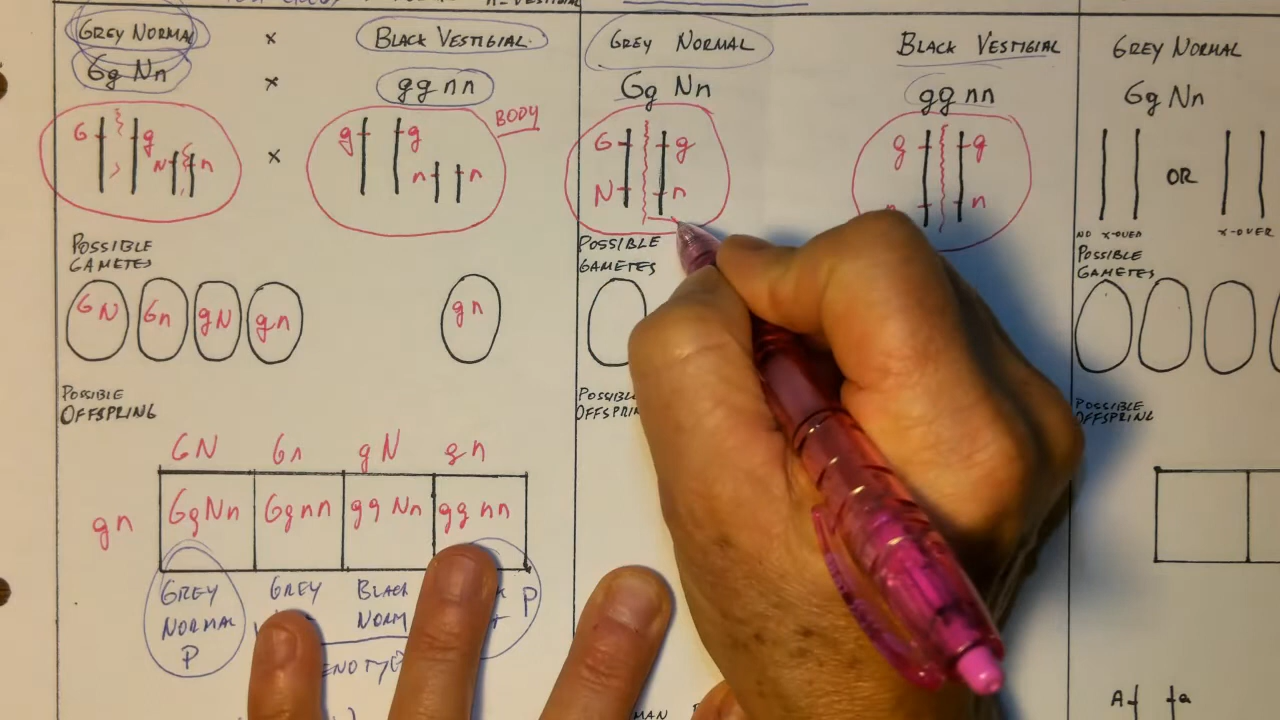 GREY NORMAL x BLACK VESTIGIAL
Gg Nn x gg nn
G g N n x g g n n
BODY
POSSIBLE
GAMETES
GN Gn gN gn gn
POSSIBLE
OFFSPRING
GN Gn gN gn
gn GgNn Ggnn ggNn ggnn
GREY GREY BLACK
NORMAL NORM
P P
GREY NORMAL BLACK VESTIGIAL
Gg Nn gg nn
G g g g
N n n
POSSIBLE
GAMETES
GREY NORMAL
Gg Nn
OR
NO X-OVER X-OVER
POSSIBLE
GAMETES
POSSIBLE
OFFSPRING
A a